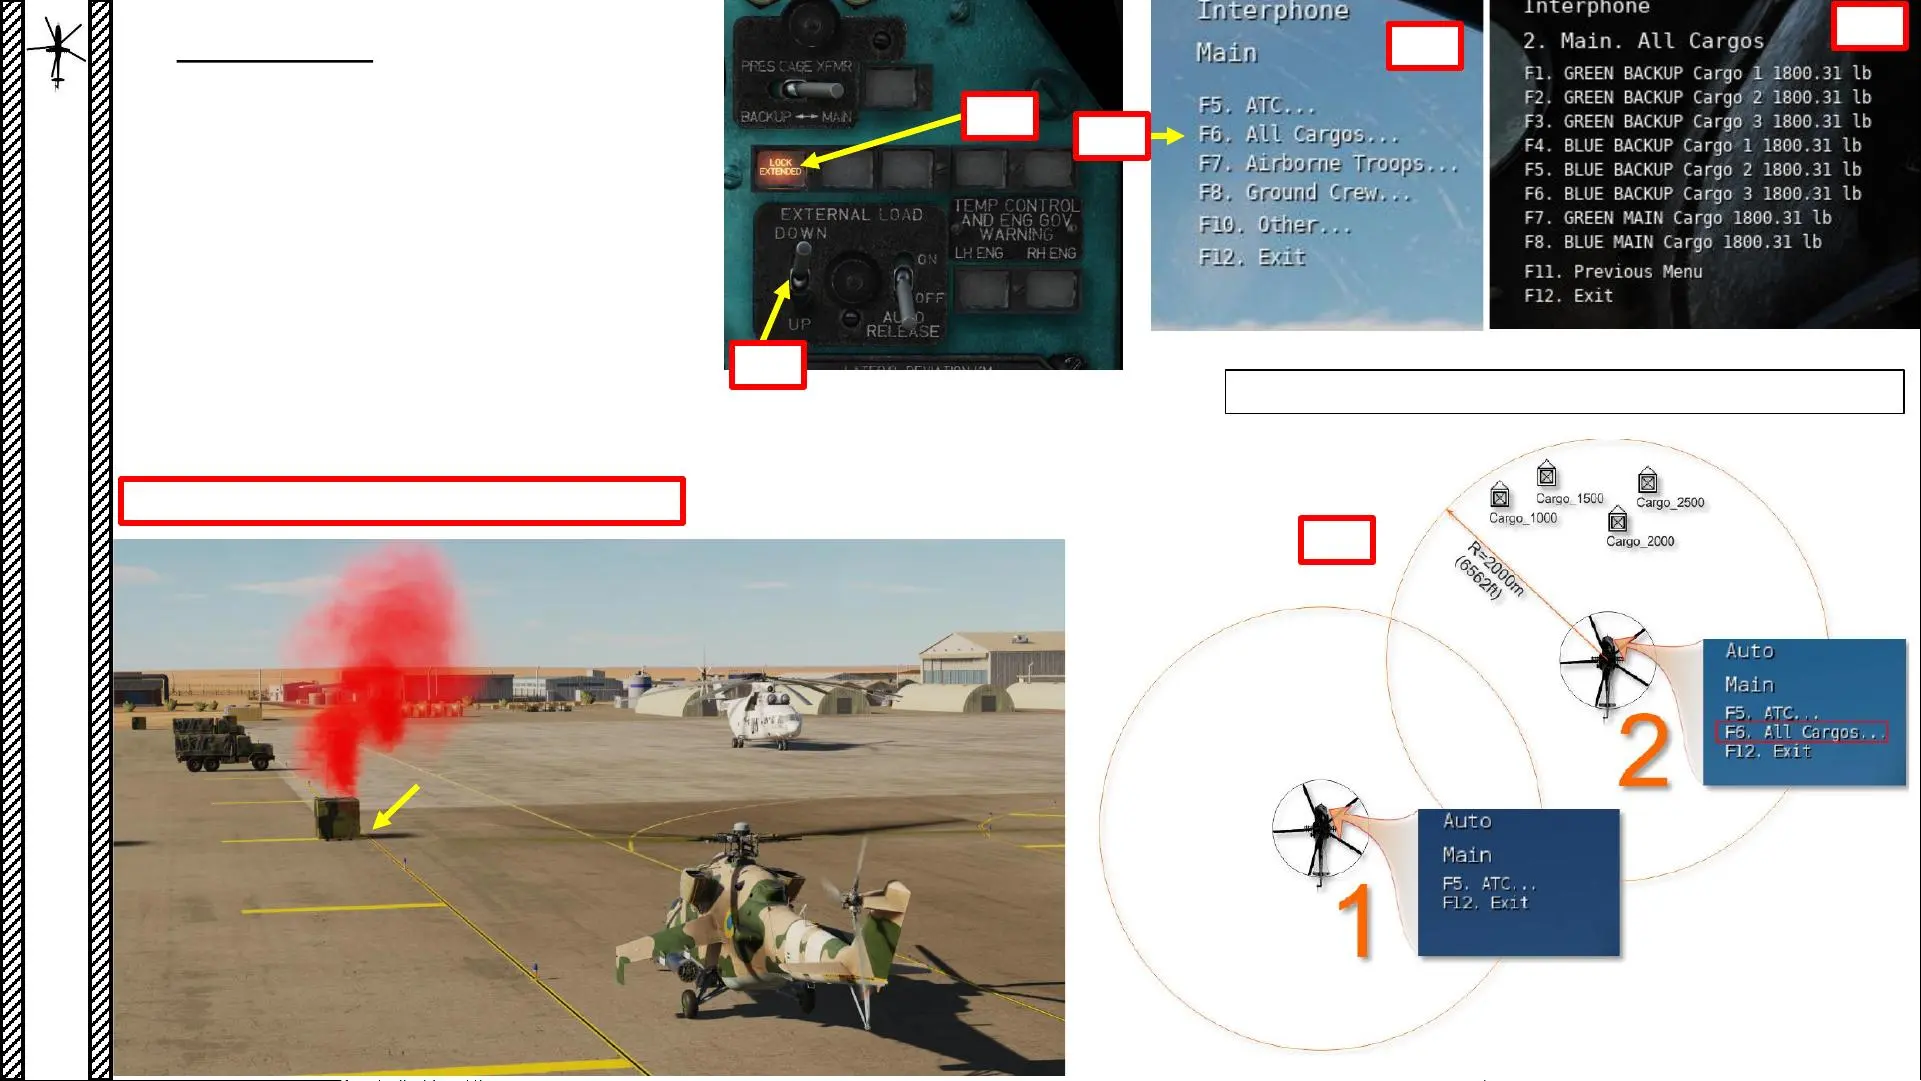 PRESS CAGE XFMR
BACKUP MAIN
LOCK
EXTENDED
EXTERNAL LOAD
DOWN
UP
ON
OFF
AUTO
RELEASE
TEMP CONTROL
AND ENG GOV
WARNING
LH ENG RH ENG
Interphone
Main
F5. ATC...
F6. All Cargos...
F7. Airborne Troops...
F8. Ground Crew...
F10. Other...
F12. Exit
Interphone
2. Main. All Cargos
F1. GREEN BACKUP Cargo 1 1800.31 lb
F2. GREEN BACKUP Cargo 2 1800.31 lb
F3. GREEN BACKUP Cargo 3 1800.31 lb
F4. BLUE BACKUP Cargo 1 1800.31 lb
F5. BLUE BACKUP Cargo 2 1800.31 lb
F6. BLUE BACKUP Cargo 3 1800.31 lb
F7. GREEN MAIN Cargo 1800.31 lb
F8. BLUE MAIN Cargo 1800.31 lb
F11. Previous Menu
F12. Exit
Cargo_1500
Cargo_2500
Cargo_1000
Cargo_2000
R=2000m
(6562ft)
Auto
Main
F5. ATC...
F6. All Cargos...
F12. Exit
2
Auto
Main
F5. ATC...
F12. Exit
1